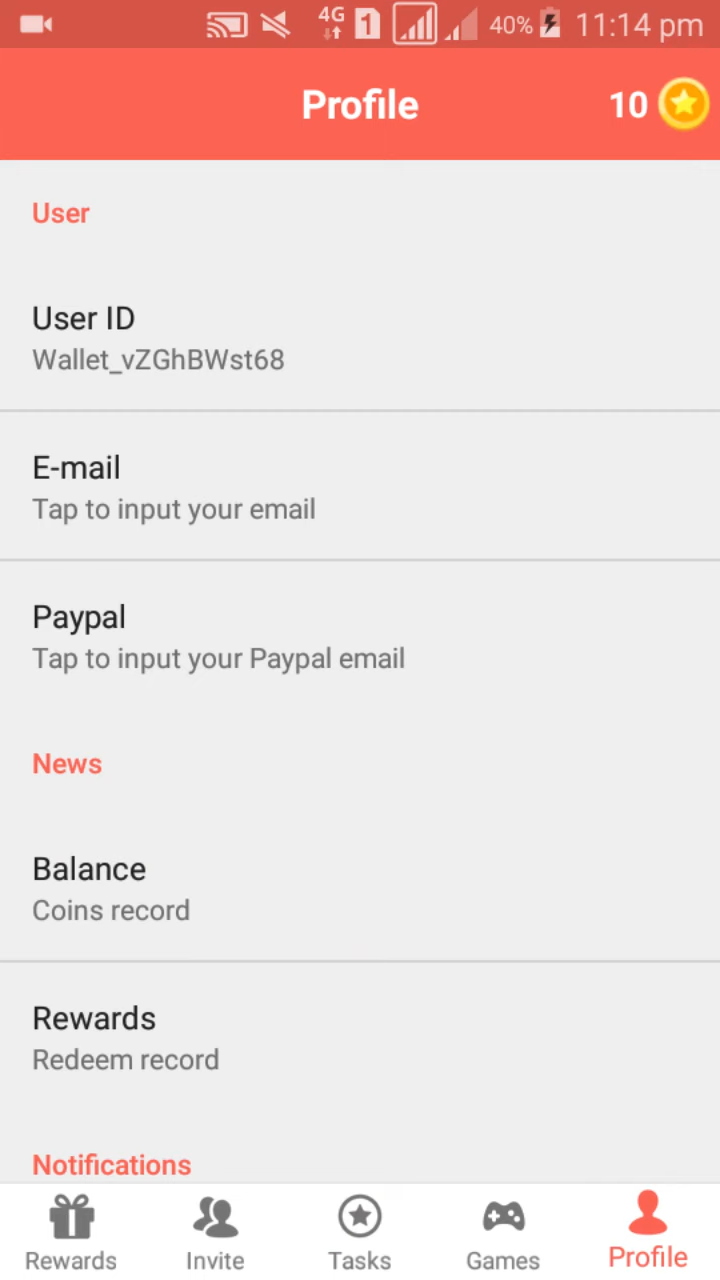 4G 1 40% 11:14 pm
Profile 10
User
User ID
Wallet_vZGhBWst68
E-mail
Tap to input your email
Paypal
Tap to input your Paypal email
News
Balance
Coins record
Rewards
Redeem record
Notifications
Rewards Invite Tasks Games Profile